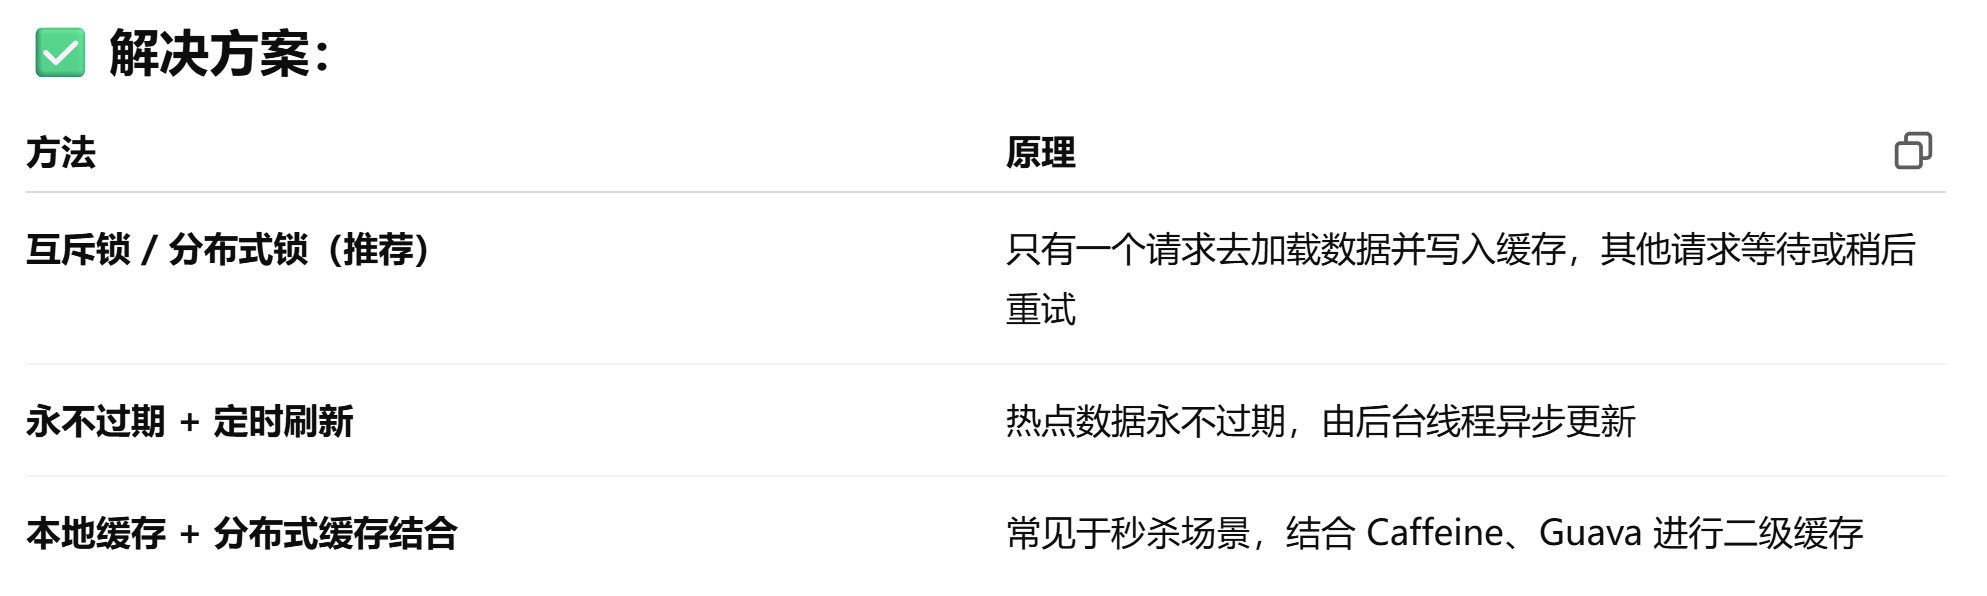 ✅ 解决方案：
方法
原理
互斥锁 / 分布式锁（推荐）
只有一个请求去加载数据并写入缓存，其他请求等待或稍后
重试
永不过期 + 定时刷新
热点数据永不过期，由后台线程异步更新
本地缓存 + 分布式缓存结合
常见于秒杀场景，结合 Caffeine、Guava 进行二级缓存